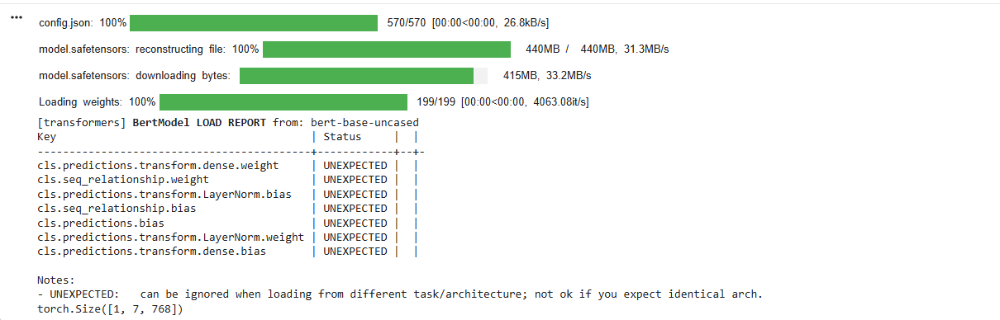 •••
config.json: 100% 570/570 [00:00<00:00, 26.8kB/s]
model.safetensors: reconstructing file: 100% 440MB / 440MB, 31.3MB/s
model.safetensors: downloading bytes: 415MB, 33.2MB/s
Loading weights: 100% 199/199 [00:00<00:00, 4063.08it/s]
[transformers] BertModel LOAD REPORT from: bert-base-uncased
Key                                        | Status     |  |
-------------------------------------------+------------+--+-
cls.predictions.transform.dense.weight     | UNEXPECTED |  |
cls.seq_relationship.weight                | UNEXPECTED |  |
cls.predictions.transform.LayerNorm.bias   | UNEXPECTED |  |
cls.seq_relationship.bias                  | UNEXPECTED |  |
cls.predictions.bias                       | UNEXPECTED |  |
cls.predictions.transform.LayerNorm.weight | UNEXPECTED |  |
cls.predictions.transform.dense.bias       | UNEXPECTED |  |

Notes:
- UNEXPECTED:   can be ignored when loading from different task/architecture; not ok if you expect identical arch.
torch.Size([1, 7, 768])